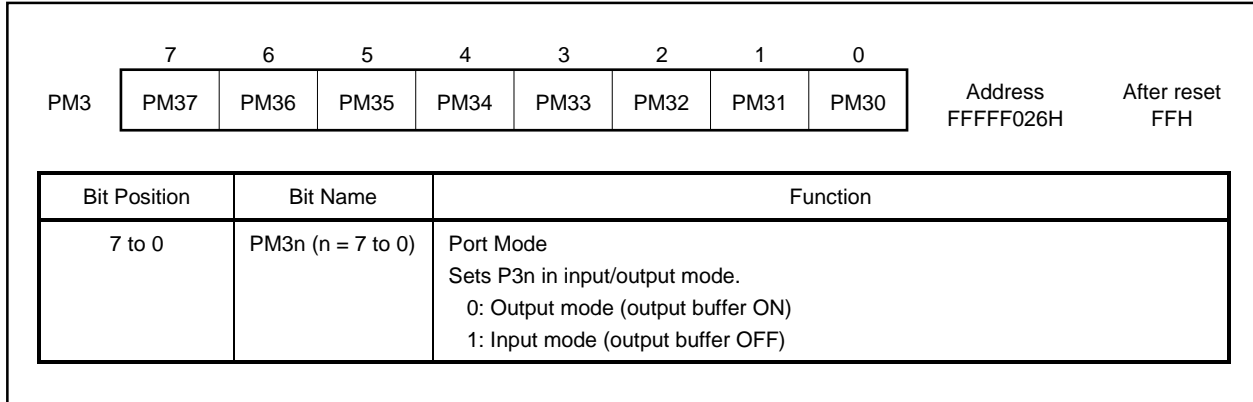 7 6 5 4 3 2 1 0
PM3 PM37 PM36 PM35 PM34 PM33 PM32 PM31 PM30 Address After reset
FFFFF026H FFH
Bit Position Bit Name Function
7 to 0 PM3n (n = 7 to 0) Port Mode
Sets P3n in input/output mode.
0: Output mode (output buffer ON)
1: Input mode (output buffer OFF)